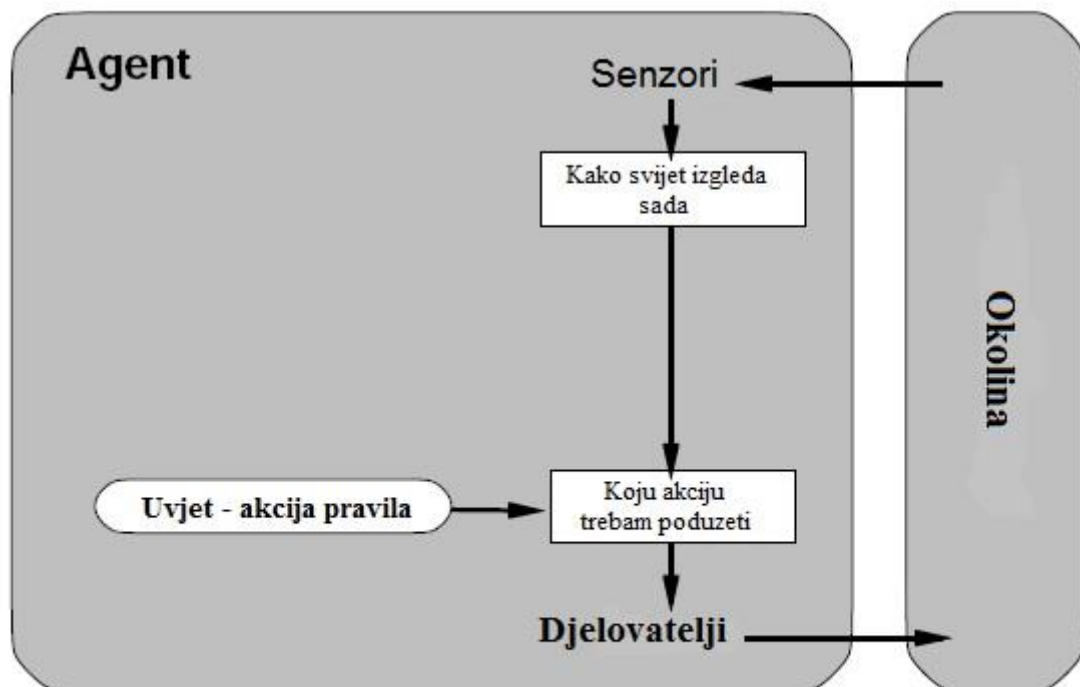 Agent
Senzori
Kako svijet izgleda
sada
Okolina
Uvjet - akcija pravila
Koju akciju
trebam poduzeti
Djelovatelji